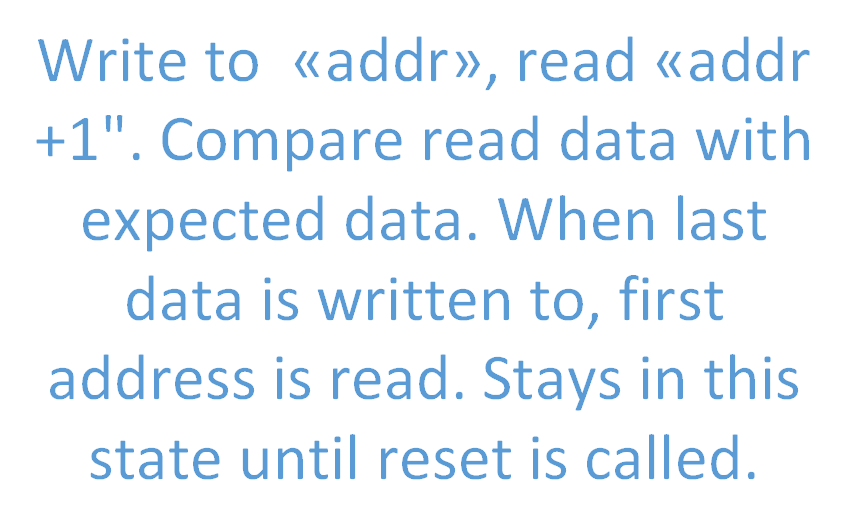 Write to  «addr», read «addr
+1". Compare read data with
expected data. When last
data is written to, first
address is read. Stays in this
state until reset is called.